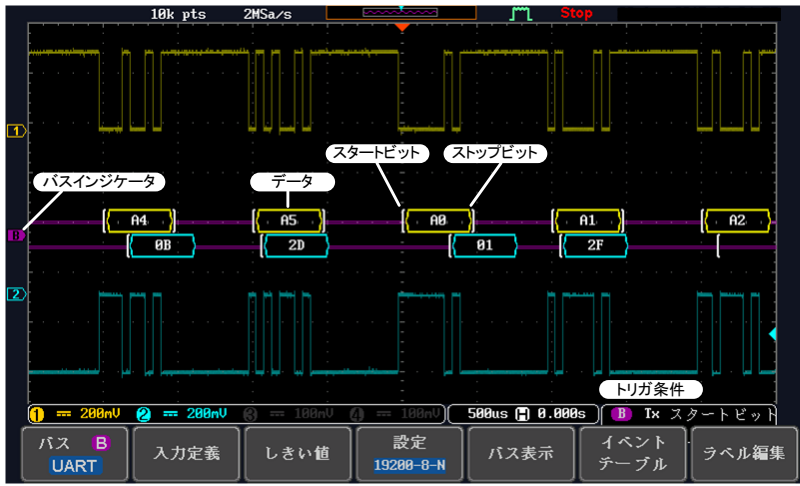 10k pts 2MSa/s Stop
1
スタートビット ストップビット
バスインジケータ データ
A4 A5 A0 A1 A2
B
0B 2D 01 2F
2
トリガ条件
1 200mV 2 200mV 3 100mV 4 100mV 500us H 0.000s B Tx スタートビット
バス B 入力定義 しきい値 設定 バス表示 イベント ラベル編集
UART 19200-8-N テーブル